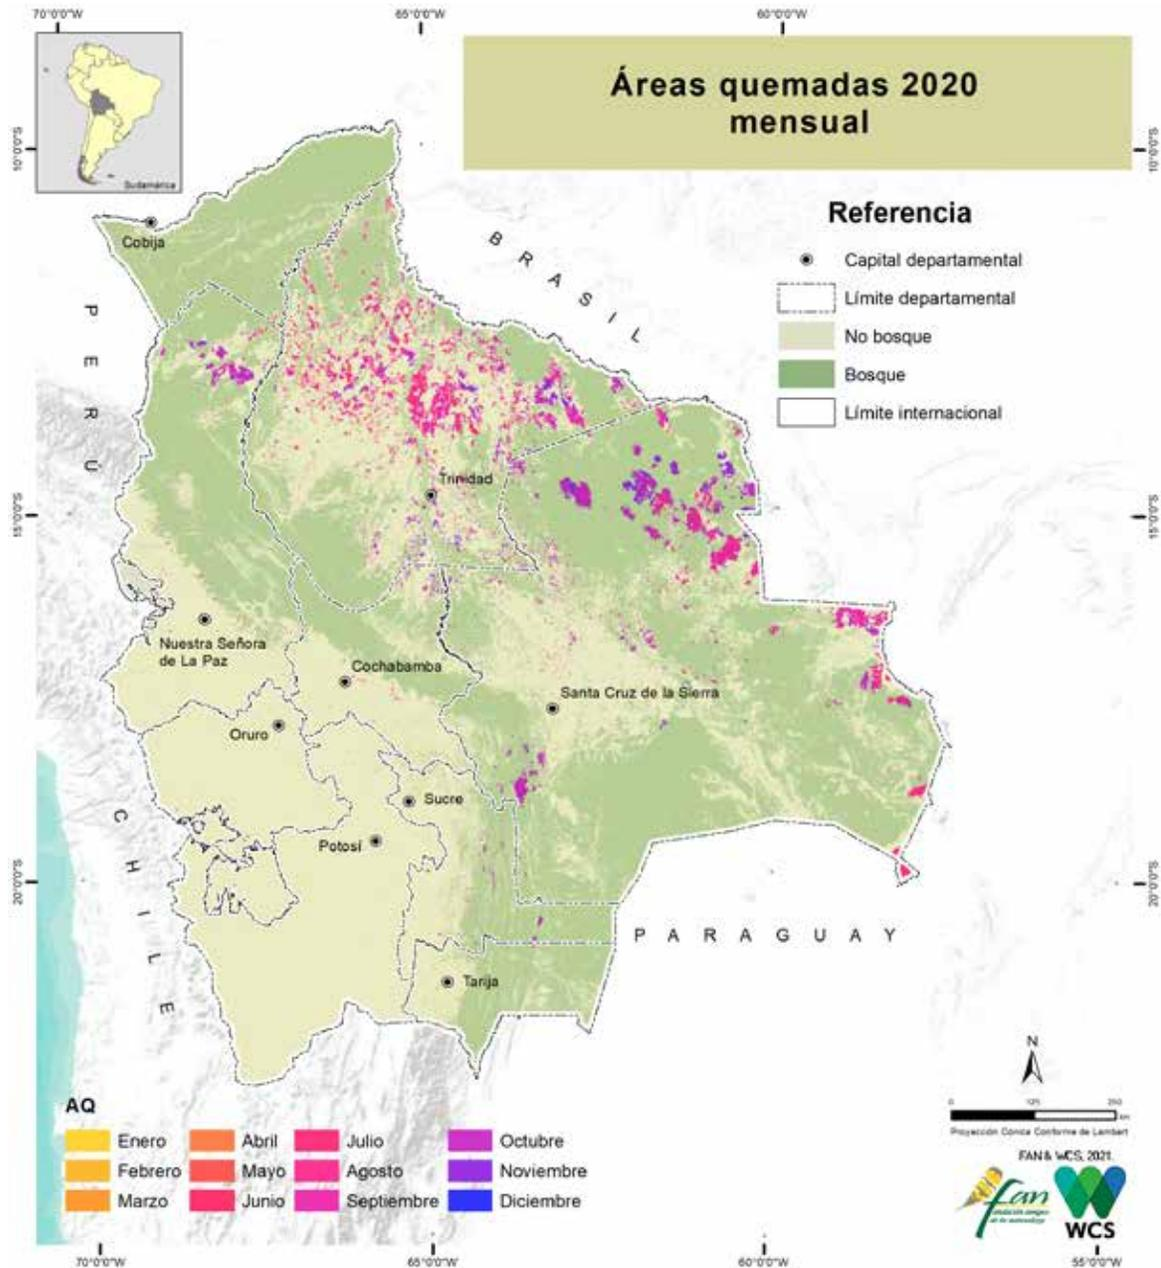 70°0'0"W
65°0'0"W
60°0'0"W
Áreas quemadas 2020
mensual
10°0'0"S
10°0'0"S
Sudamérica
Referencia
Capital departamental
Límite departamental
No bosque
Bosque
Límite internacional
BRASIL
Cobija
PERÚ
Trinidad
15°0'0"S
15°0'0"S
Nuestra Señora
de La Paz
Cochabamba
Santa Cruz de la Sierra
Oruro
Sucre
Potosí
CHILE
20°0'0"S
20°0'0"S
PARAGUAY
Tarija
N
0 125 250
km
Proyección Cónica Conforme de Lambert
AQ
Enero
Abril
Julio
Octubre
Febrero
Mayo
Agosto
Noviembre
Marzo
Junio
Septiembre
Diciembre
FAN & WCS, 2021.
fan
WCS
70°0'0"W
65°0'0"W
60°0'0"W
55°0'0"W